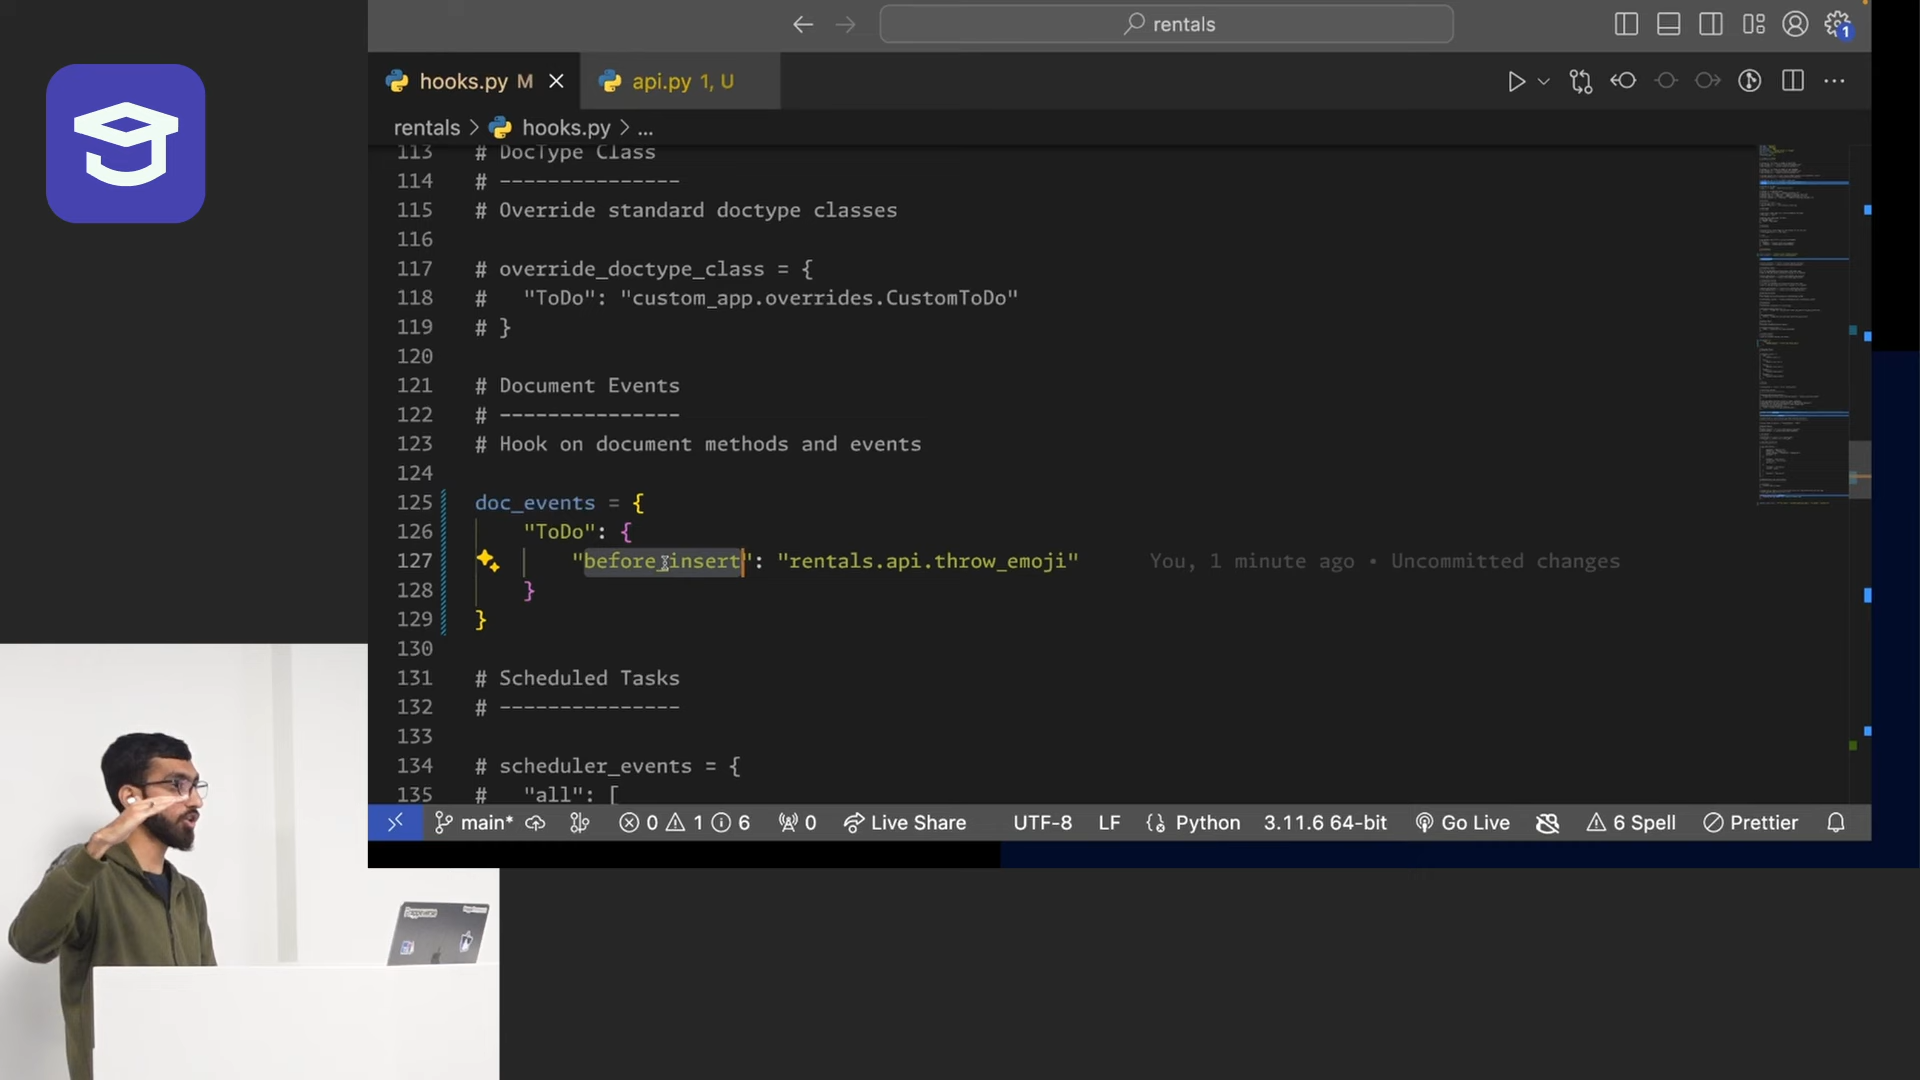 rentals
1
hooks.py M
api.py 1, U
rentals > hooks.py > ...
113 # DocType Class
114 # ---------------
115 # Override standard doctype classes
116
117 # override_doctype_class = {
118 #   "ToDo": "custom_app.overrides.CustomToDo"
119 # }
120
121 # Document Events
122 # ---------------
123 # Hook on document methods and events
124
125 doc_events = {
126     "ToDo": {
127         "before_insert": "rentals.api.throw_emoji" You, 1 minute ago • Uncommitted changes
128     }
129 }
130
131 # Scheduled Tasks
132 # ---------------
133
134 # scheduler_events = {
135 #   "all": [
main* 0 1 6 0 Live Share UTF-8 LF {} Python 3.11.6 64-bit Go Live 6 Spell Prettier